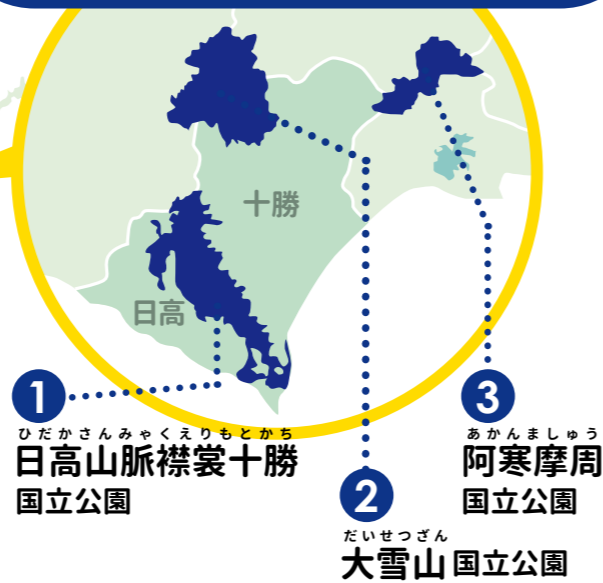 十勝
日高
1
ひだかさんみゃくえりもとかち
日高山脈襟裳十勝
国立公園
2
だいせつざん
大雪山国立公園
3
あかんましゅう
阿寒摩周
国立公園